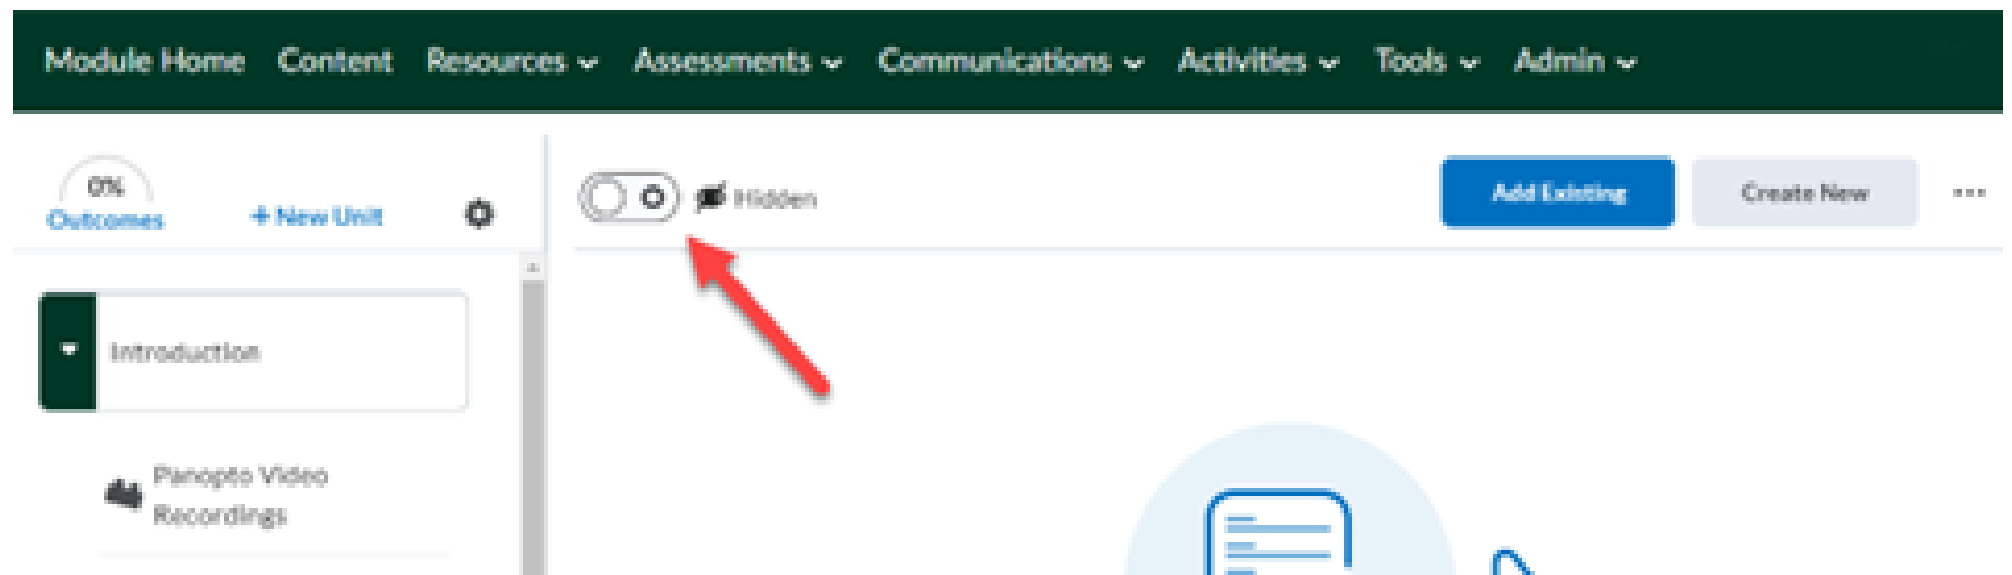 Module Home Content Resources Assessments Communications Activities Tools Admin
0%
Outcomes
+ New Unit
Hidden
Add Existing
Create New
...
Introduction
Panopto Video
Recordings